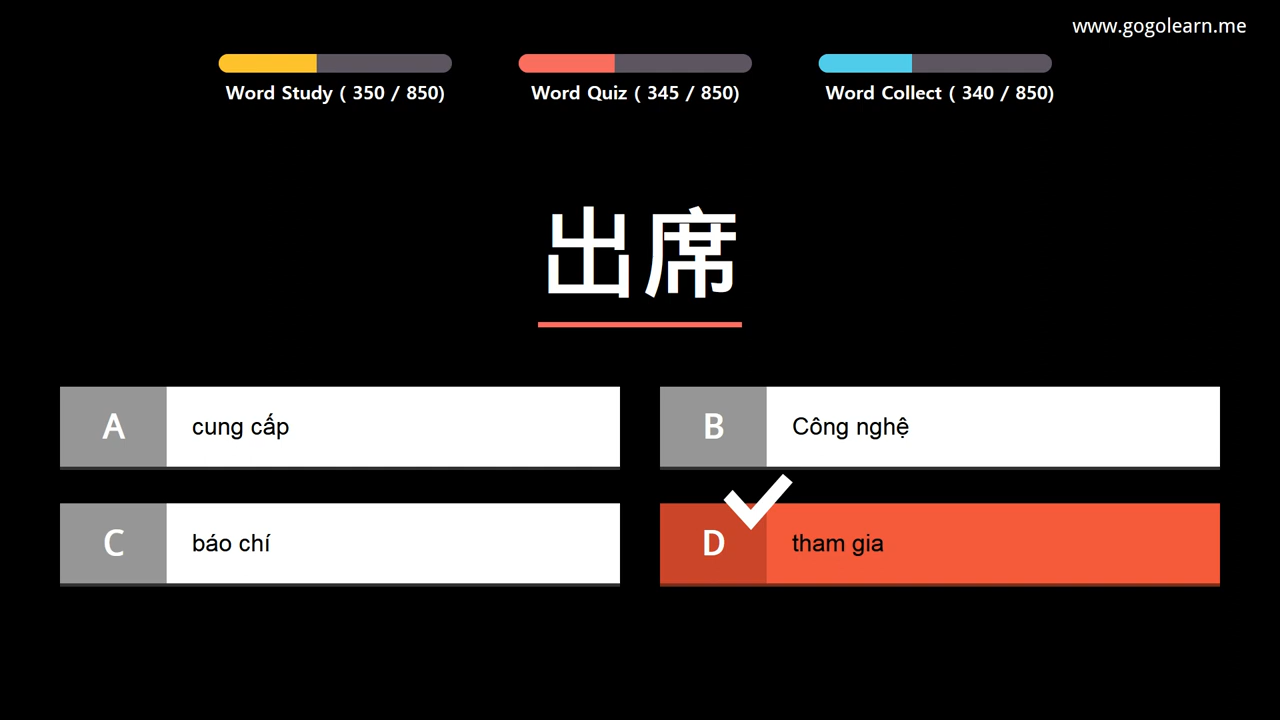 www.gogolearn.me
Word Study ( 350 / 850)
Word Quiz ( 345 / 850)
Word Collect ( 340 / 850)
出席
A cung cấp
B Công nghệ
C báo chí
D tham gia